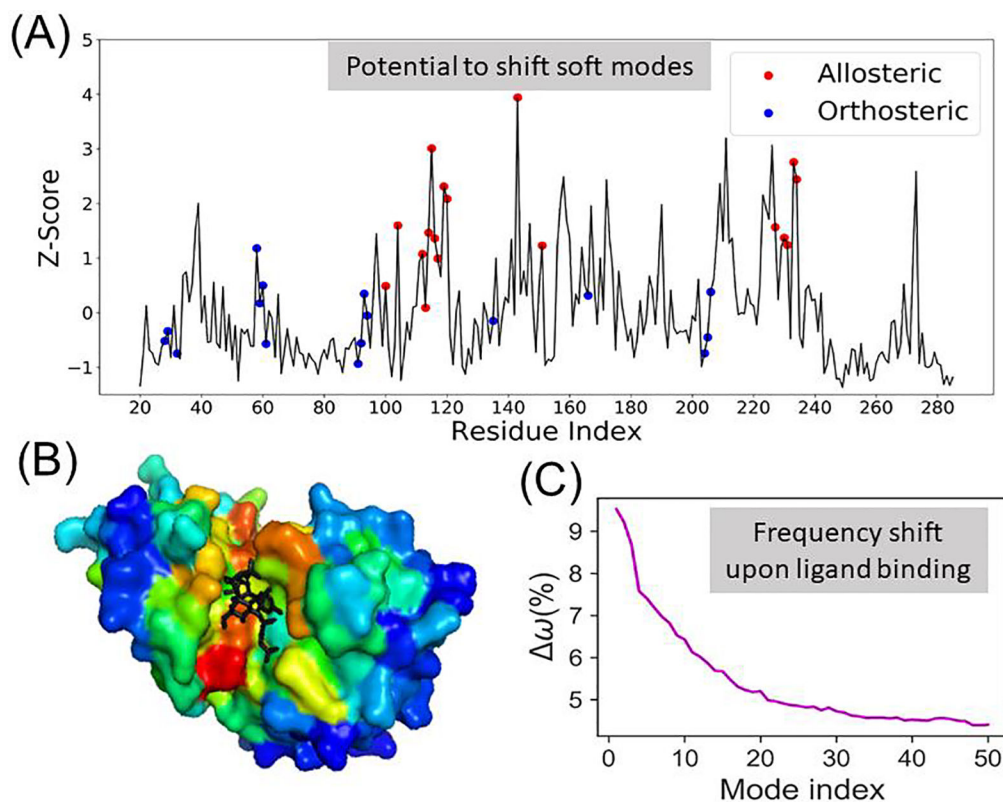 (A)
Potential to shift soft modes
Allosteric
Orthosteric
Z-Score
5
4
3
2
1
0
−1
20 40 60 80 100 120 140 160 180 200 220 240 260 280
Residue Index
(B)
(C)
Frequency shift
upon ligand binding
Δω(%)
9
8
7
6
5
0 10 20 30 40 50
Mode index